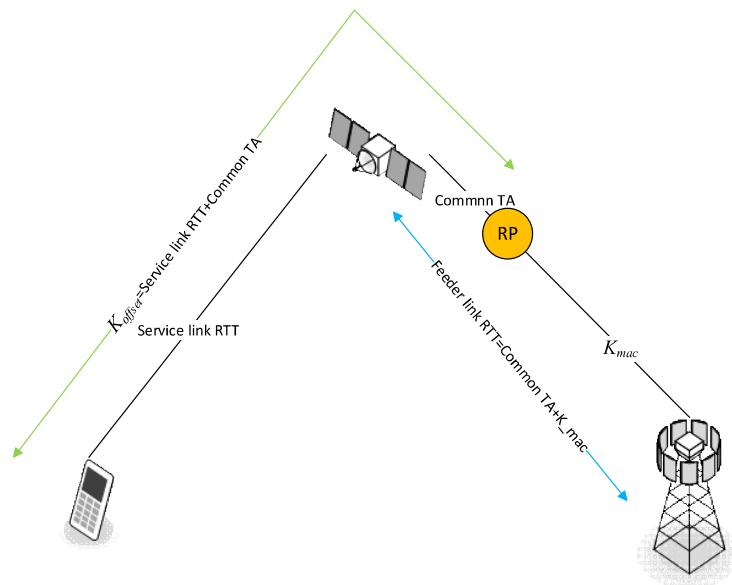 K_offset=Service link RTT+Common TA
Commnn TA
RP
Service link RTT
Feeder link RTT=Common TA+K_mac
K_mac